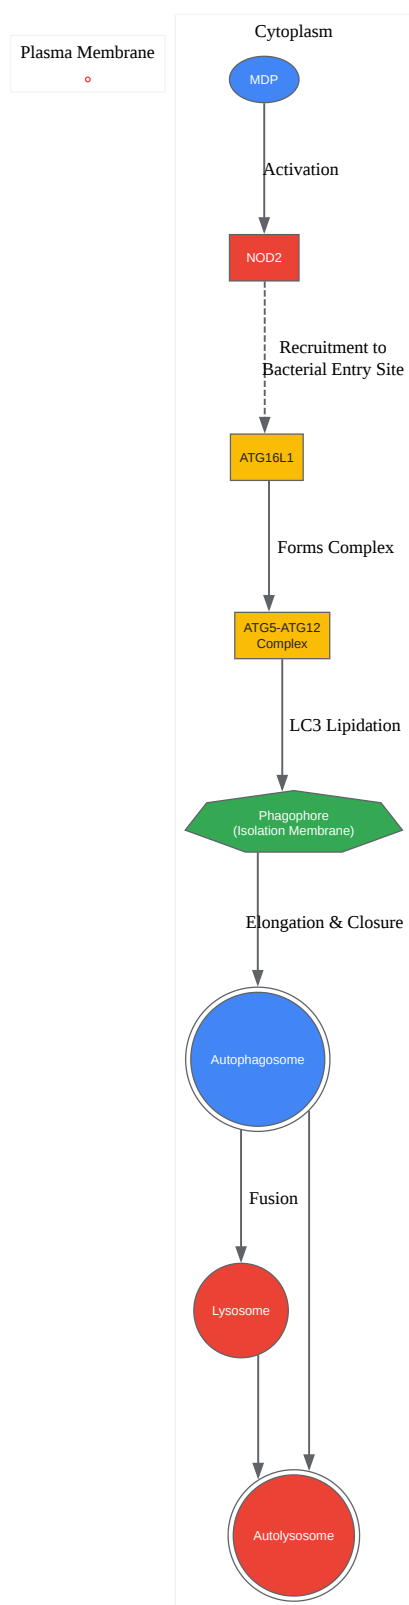 Plasma Membrane
Cytoplasm
MDP
Activation
NOD2
Recruitment to
Bacterial Entry Site
ATG16L1
Forms Complex
ATG5-ATG12
Complex
LC3 Lipidation
Phagophore
(Isolation Membrane)
Elongation & Closure
Autophagosome
Fusion
Lysosome
Autolysosome